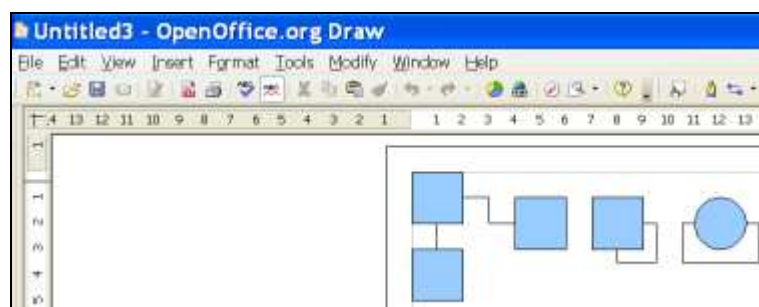 Untitled3 - OpenOffice.org Draw
File Edit View Insert Format Tools Modify Window Help
4 13 12 11 10 9 8 7 6 5 4 3 2 1 1 2 3 4 5 6 7 8 9 10 11 12 13
1
1
2
3
4
5